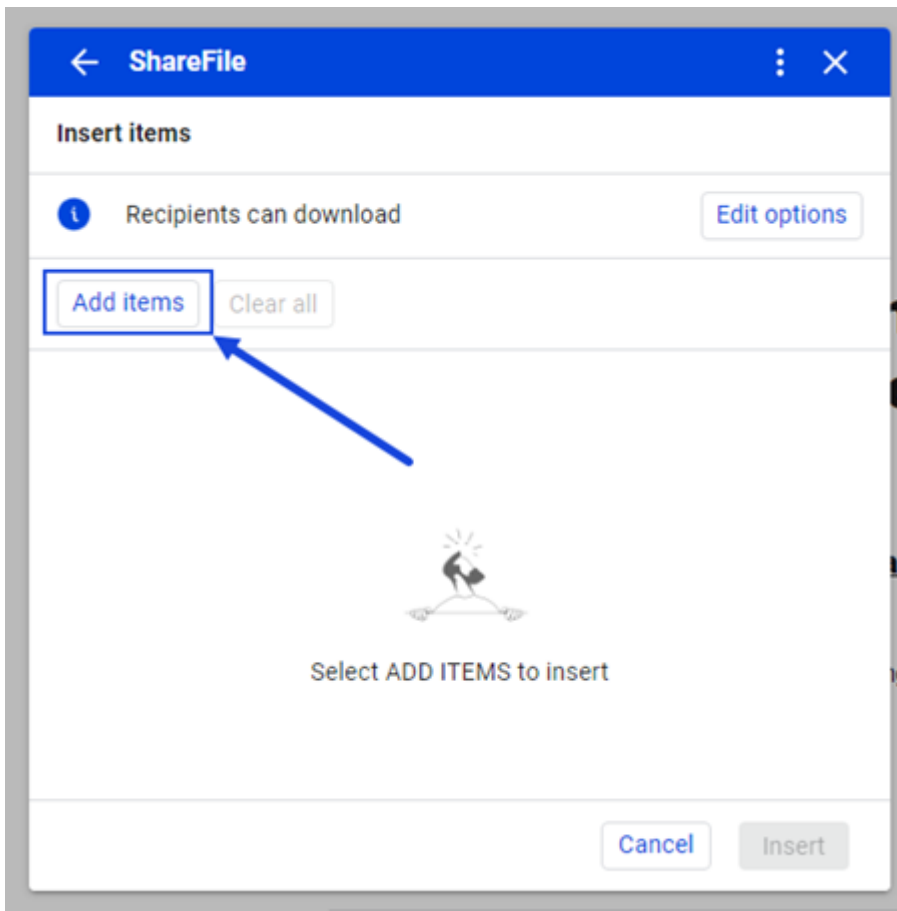 ShareFile
Insert items
Recipients can download
Edit options
Add items
Clear all
Select ADD ITEMS to insert
Cancel
Insert